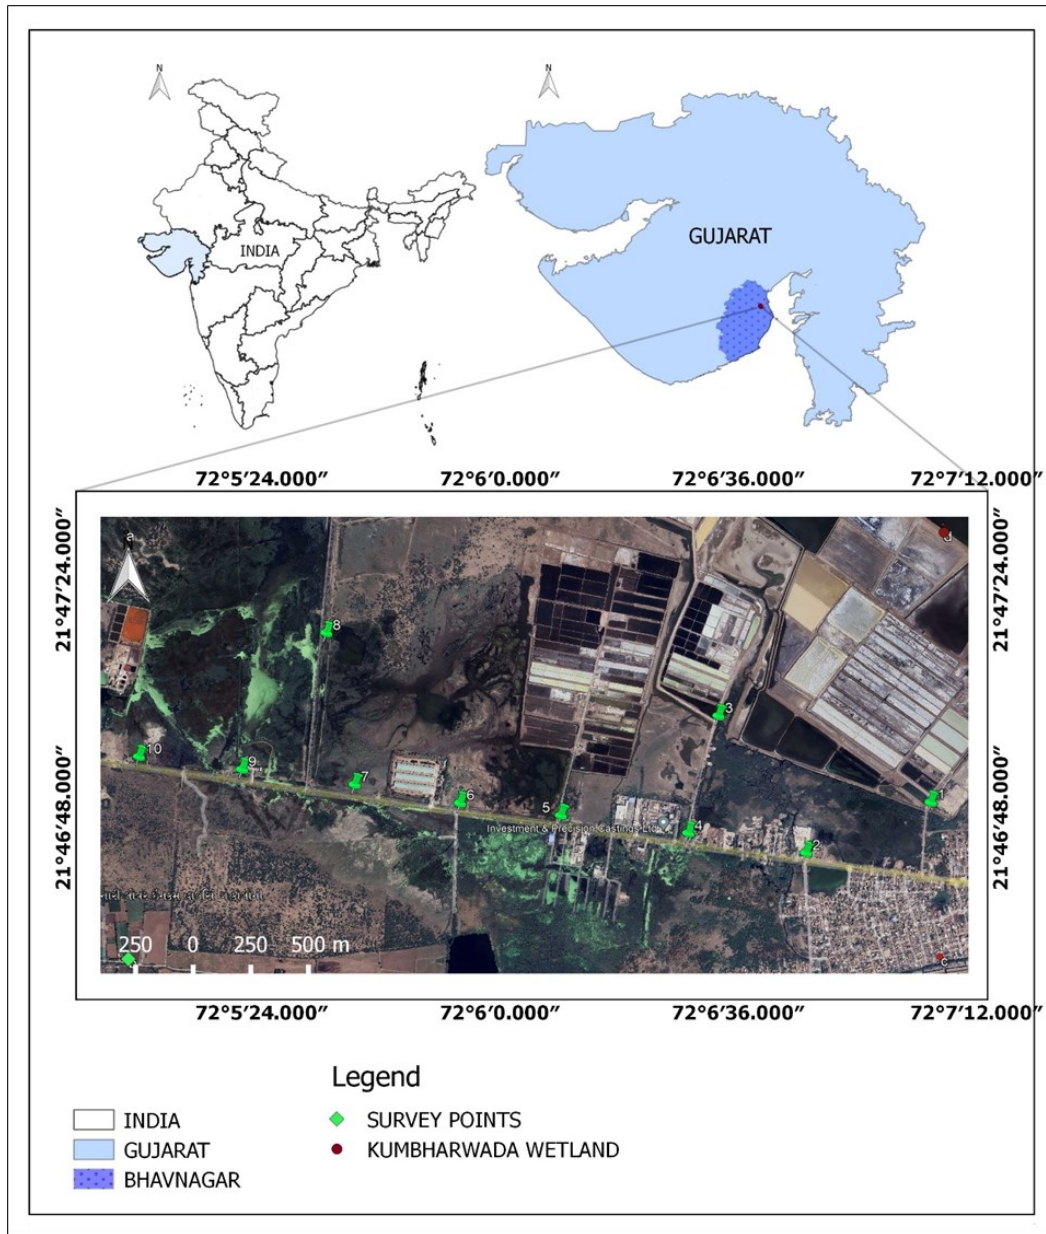 N
N
INDIA
GUJARAT
72°5′24.000″ 72°6′0.000″ 72°6′36.000″ 72°7′12.000″
21°47′24.000″
21°46′48.000″
a
8
3
10
9
7
6
5
1
4
2
Investment & Precision Castings Ltd
c
250 0 250 500 m
21°47′24.000″
21°46′48.000″
72°5′24.000″ 72°6′0.000″ 72°6′36.000″ 72°7′12.000″
Legend
INDIA
GUJARAT
BHAVNAGAR
SURVEY POINTS
KUMBHARWADA WETLAND